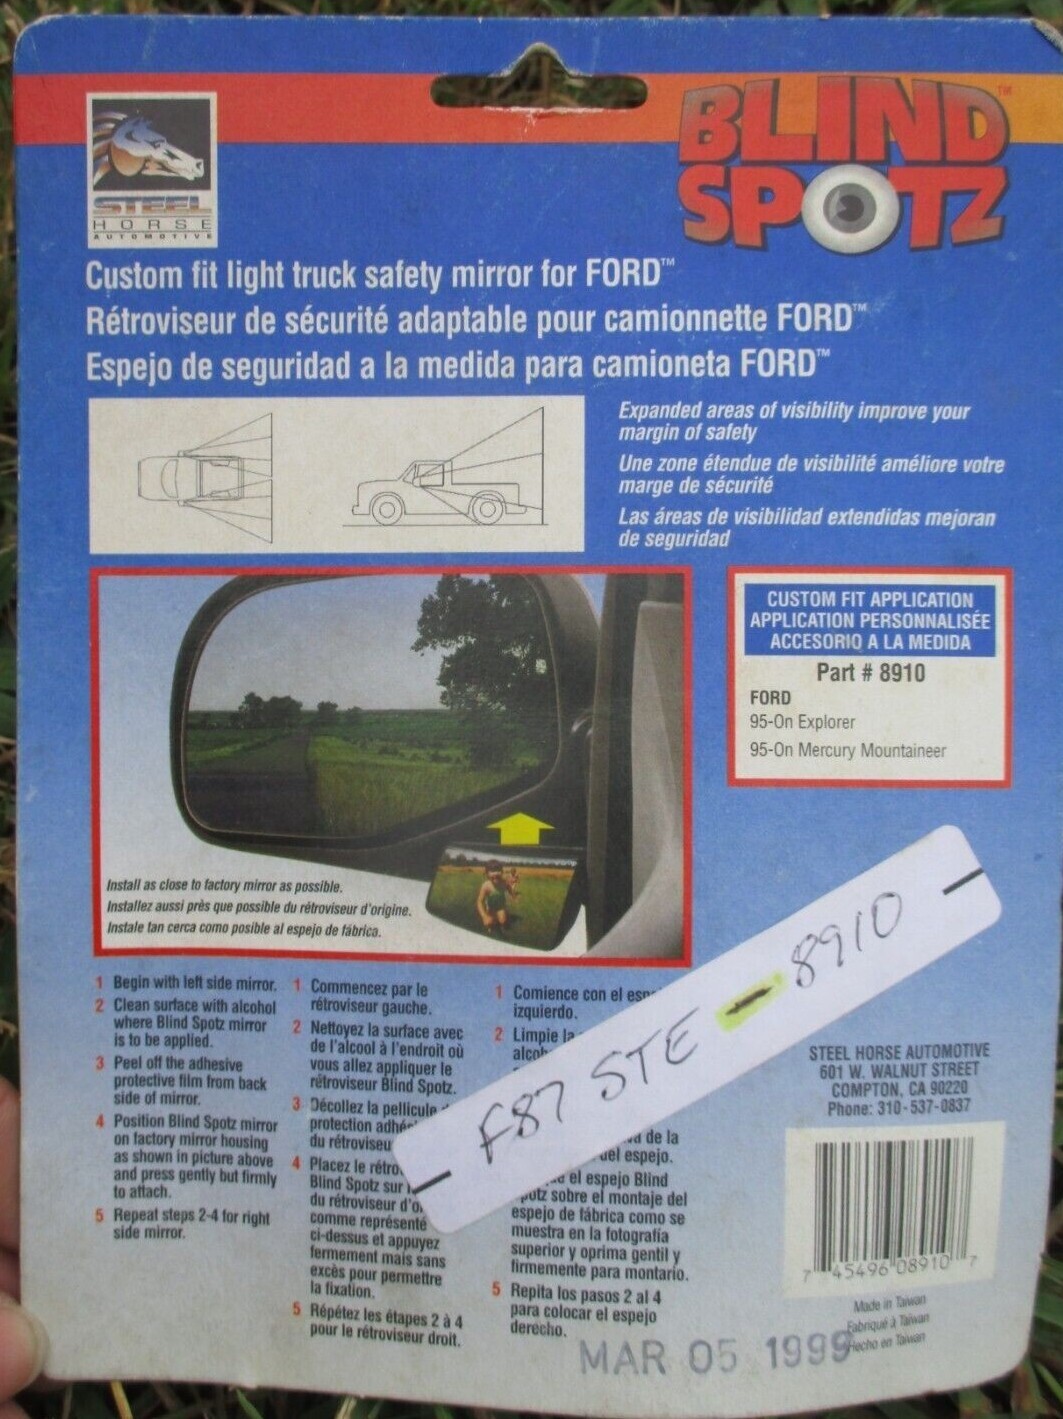 STEEL
HORSE
AUTOMOTIVE
BLIND™
SPOTZ
Custom fit light truck safety mirror for FORD™
Rétroviseur de sécurité adaptable pour camionnette FORD™
Espejo de seguridad a la medida para camioneta FORD™
Expanded areas of visibility improve your
margin of safety
Une zone étendue de visibilité améliore votre
marge de sécurité
Las áreas de visibilidad extendidas mejoran
de seguridad
CUSTOM FIT APPLICATION
APPLICATION PERSONNALISÉE
ACCESORIO A LA MEDIDA
Part # 8910
FORD
95-On Explorer
95-On Mercury Mountaineer
Install as close to factory mirror as possible.
Installez aussi près que possible du rétroviseur d'origine.
Instale tan cerca como posible al espejo de fábrica.
1 Begin with left side mirror.
2 Clean surface with alcohol
where Blind Spotz mirror
is to be applied.
3 Peel off the adhesive
protective film from back
side of mirror.
4 Position Blind Spotz mirror
on factory mirror housing
as shown in picture above
and press gently but firmly
to attach.
5 Repeat steps 2-4 for right
side mirror.
1 Commencez par le
rétroviseur gauche.
2 Nettoyez la surface avec
de l'alcool à l'endroit où
vous allez appliquer le
rétroviseur Blind Spotz.
3 Décollez la pellicule
protection
du
4 Placez le
Blind Spotz sur
du rétroviseur
comme représenté
ci-dessus et appuyez
fermement mais sans
excès pour permettre
la fixation.
5 Répétez les étapes 2 à 4
pour le rétroviseur droit.
1 Comience con el
izquierdo.
2 Limpie la
de la
del espejo.
el espejo Blind
sobre el montaje del
espejo de fábrica como se
muestra en la fotografía
superior y oprima gentil y
firmemente para montarlo.
5 Repita los pasos 2 al 4
para colocar el espejo
derecho.
F87 STE - 8910
STEEL HORSE AUTOMOTIVE
601 W. WALNUT STREET
COMPTON, CA 90220
Phone: 310-537-0837
7 45496 08910 7
Made in Taiwan
Fabriqué à Taiwan
Hecho en Taiwan
MAR 05 1999